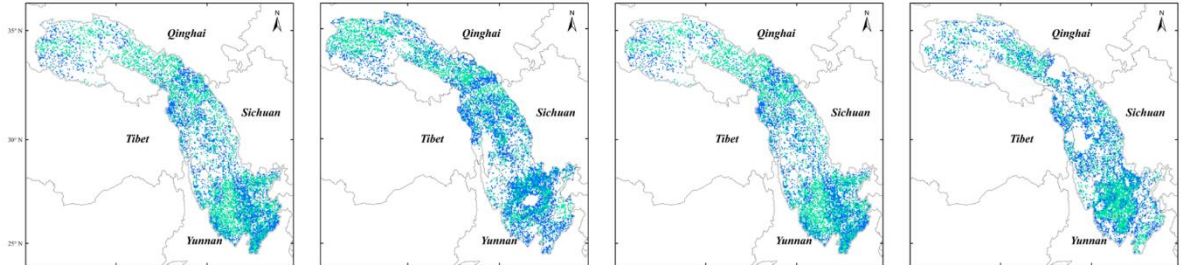 35° N
30° N
25° N
N
Qinghai
Sichuan
Tibet
Yunnan
N
Qinghai
Sichuan
Tibet
Yunnan
N
Qinghai
Sichuan
Tibet
Yunnan
N
Qinghai
Sichuan
Tibet
Yunnan